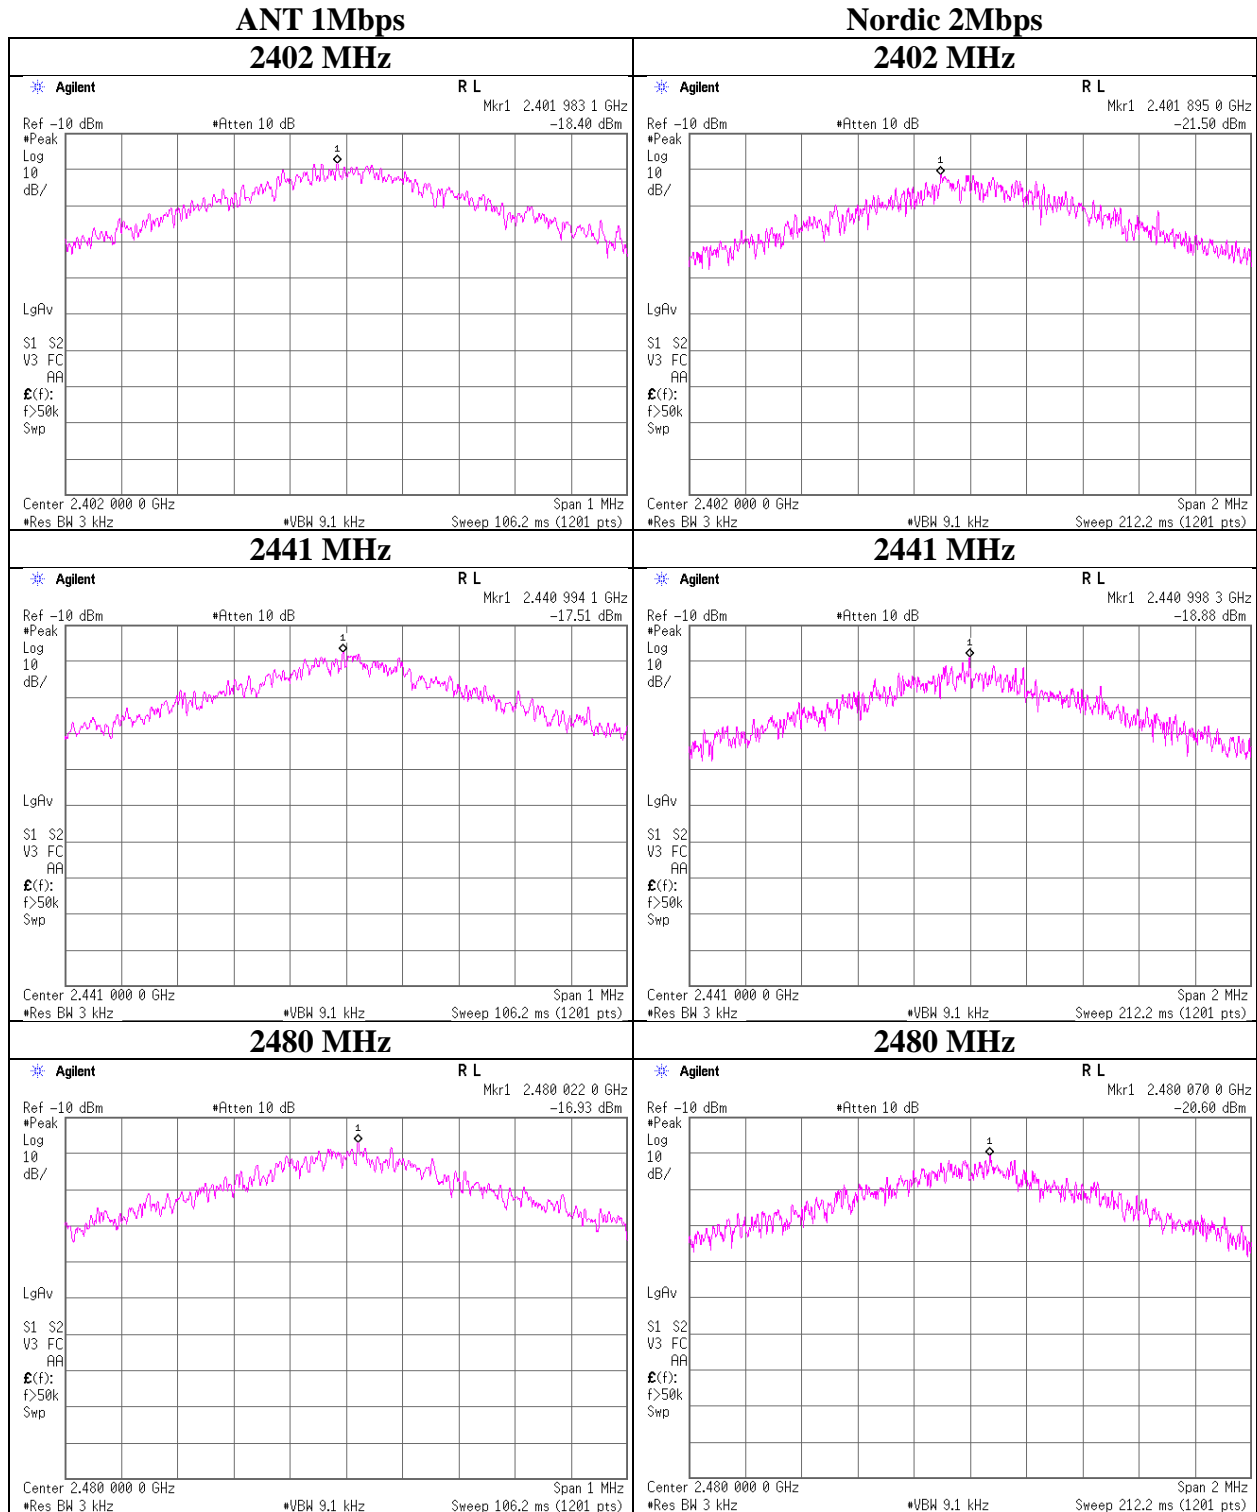 ANT 1Mbps
Nordic 2Mbps
2402 MHz
2402 MHz
Agilent
R L
Mkr1 2.401 983 1 GHz
Ref -10 dBm
#Atten 10 dB
-18.40 dBm
#Peak
Log
10
dB/
1
LgAv
S1 S2
V3 FC
AA
£(f):
f>50k
Swp
Center 2.402 000 0 GHz
Span 1 MHz
#Res BW 3 kHz
#VBW 9.1 kHz
Sweep 106.2 ms (1201 pts)
Agilent
R L
Mkr1 2.401 895 0 GHz
Ref -10 dBm
#Atten 10 dB
-21.50 dBm
#Peak
Log
10
dB/
1
LgAv
S1 S2
V3 FC
AA
£(f):
f>50k
Swp
Center 2.402 000 0 GHz
Span 2 MHz
#Res BW 3 kHz
#VBW 9.1 kHz
Sweep 212.2 ms (1201 pts)
2441 MHz
2441 MHz
Agilent
R L
Mkr1 2.440 994 1 GHz
Ref -10 dBm
#Atten 10 dB
-17.51 dBm
#Peak
Log
10
dB/
1
LgAv
S1 S2
V3 FC
AA
£(f):
f>50k
Swp
Center 2.441 000 0 GHz
Span 1 MHz
#Res BW 3 kHz
#VBW 9.1 kHz
Sweep 106.2 ms (1201 pts)
Agilent
R L
Mkr1 2.440 998 3 GHz
Ref -10 dBm
#Atten 10 dB
-18.88 dBm
#Peak
Log
10
dB/
1
LgAv
S1 S2
V3 FC
AA
£(f):
f>50k
Swp
Center 2.441 000 0 GHz
Span 2 MHz
#Res BW 3 kHz
#VBW 9.1 kHz
Sweep 212.2 ms (1201 pts)
2480 MHz
2480 MHz
Agilent
R L
Mkr1 2.480 022 0 GHz
Ref -10 dBm
#Atten 10 dB
-16.93 dBm
#Peak
Log
10
dB/
1
LgAv
S1 S2
V3 FC
AA
£(f):
f>50k
Swp
Center 2.480 000 0 GHz
Span 1 MHz
#Res BW 3 kHz
#VBW 9.1 kHz
Sweep 106.2 ms (1201 pts)
Agilent
R L
Mkr1 2.480 070 0 GHz
Ref -10 dBm
#Atten 10 dB
-20.60 dBm
#Peak
Log
10
dB/
1
LgAv
S1 S2
V3 FC
AA
£(f):
f>50k
Swp
Center 2.480 000 0 GHz
Span 2 MHz
#Res BW 3 kHz
#VBW 9.1 kHz
Sweep 212.2 ms (1201 pts)